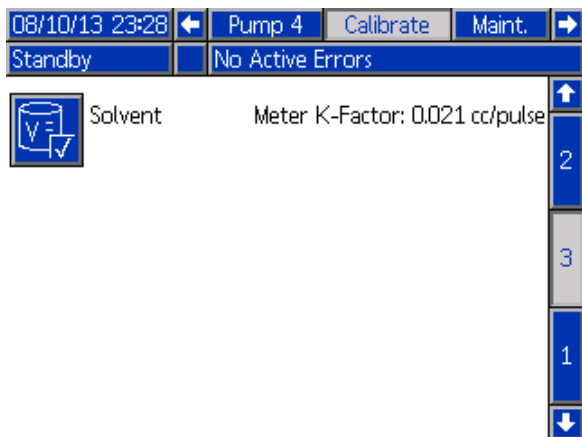 08/10/13 23:28 Pump 4 Calibrate Maint.
Standby No Active Errors
Solvent Meter K-Factor: 0.021 cc/pulse
V=
2
3
1